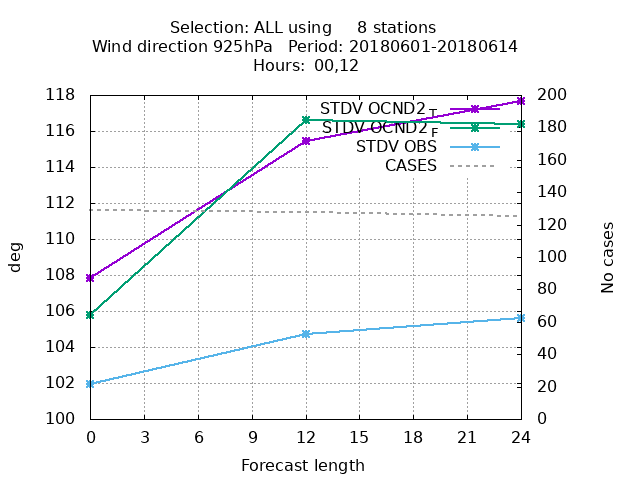 Selection: ALL using     8 stations
Wind direction 925hPa   Period: 20180601-20180614
Hours: 00,12
118 200
STDV OCND2_T
STDV OCND2_F
STDV OBS
CASES
116 180
114 160
112 140
110 120
108 100
106 80
104 60
102 40
100 20
0
deg
No cases
0 3 6 9 12 15 18 21 24
Forecast length